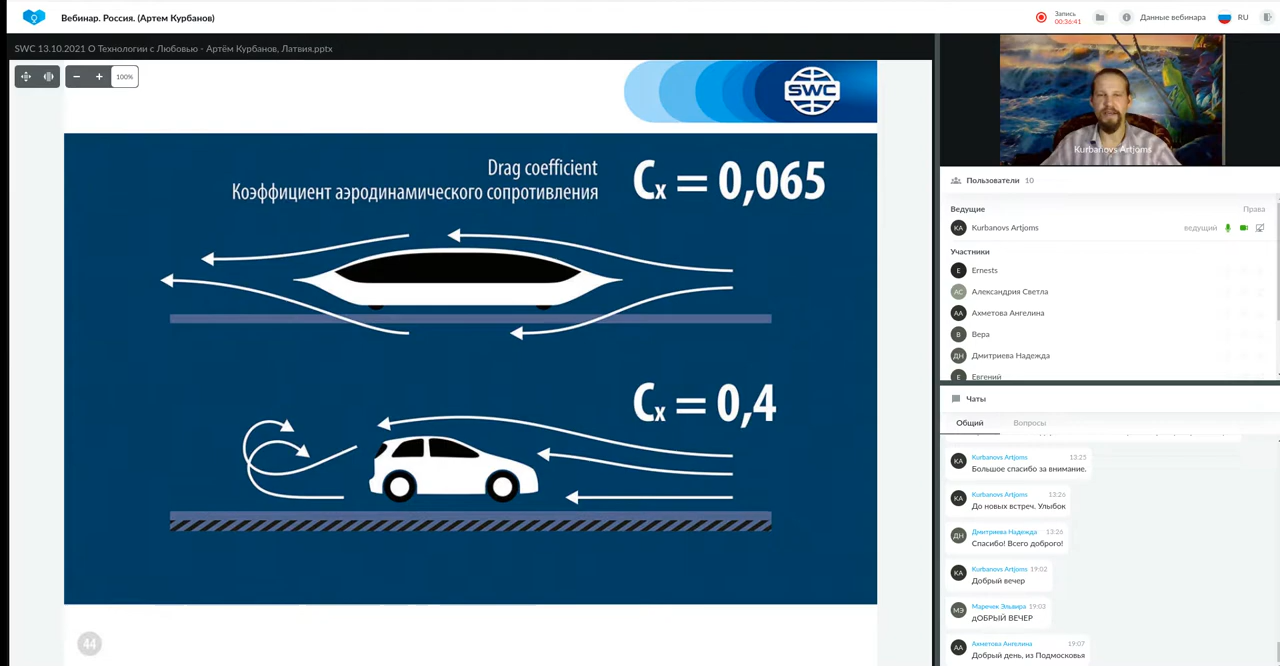 Вебинар. Россия. (Артем Курбанов)
Запись
00:36:41
Данные вебинара
RU
SWC 13.10.2021 О Технологии с Любовью - Артём Курбанов, Латвия.pptx
100%
SWC
Drag coefficient
Коэффициент аэродинамического сопротивления
Cx = 0,065
Cx = 0,4
44
Kurbanovs Artjoms
Пользователи 10
Ведущие
Права
KA
Kurbanovs Artjoms
ведущий
Участники
E
Ernests
АС
Александрия Светла
АА
Ахметова Ангелина
В
Вера
ДН
Дмитриева Надежда
Е
Евгений
Чаты
Общий
Вопросы
KA
Kurbanovs Artjoms 13:25
Большое спасибо за внимание.
KA
Kurbanovs Artjoms 13:26
До новых встреч. Улыбок
ДН
Дмитриева Надежда 13:26
Спасибо! Всего доброго!
KA
Kurbanovs Artjoms 19:02
Добрый вечер
МЭ
Маречек Эльвира 19:03
дОБРЫЙ ВЕЧЕР
АА
Ахметова Ангелина 19:07
Добрый день, из Подмосковья